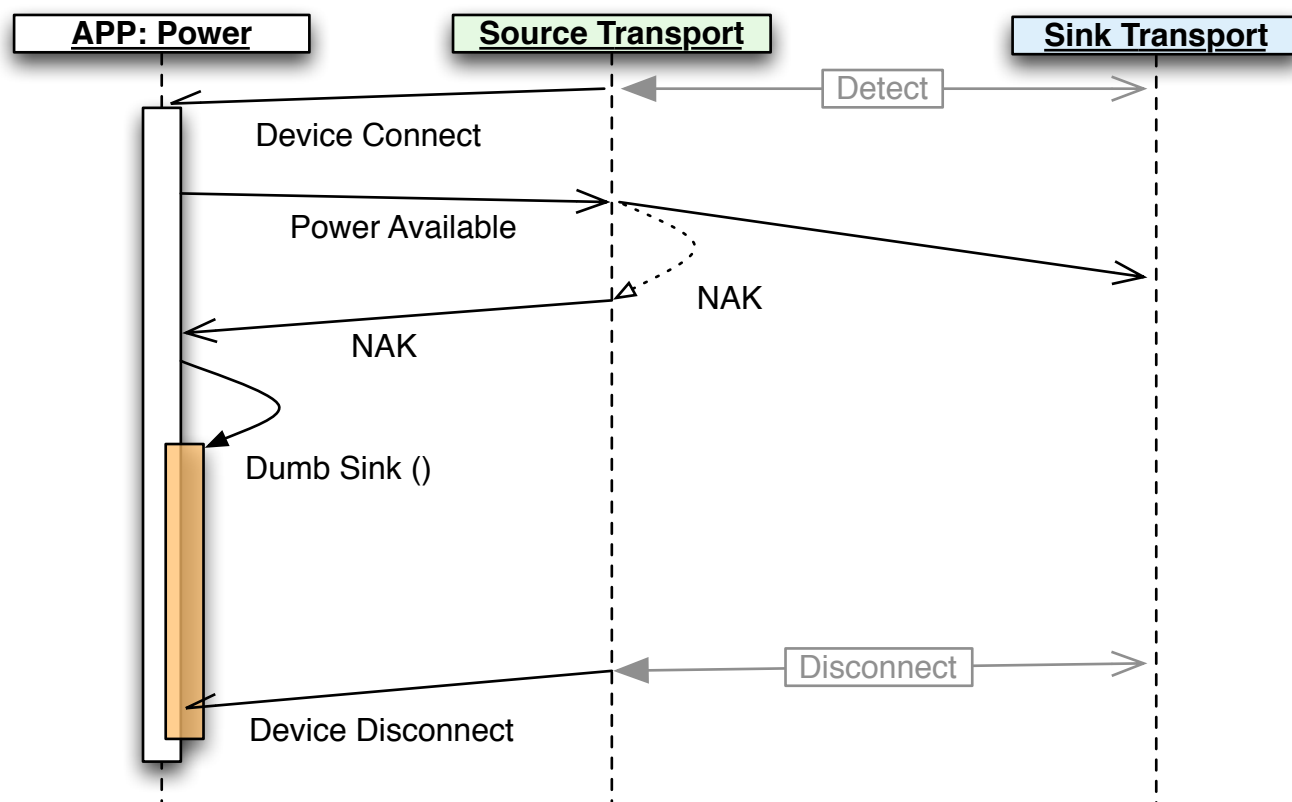 APP: Power
Source Transport
Sink Transport
Detect
Device Connect
Power Available
NAK
NAK
Dumb Sink ()
Disconnect
Device Disconnect